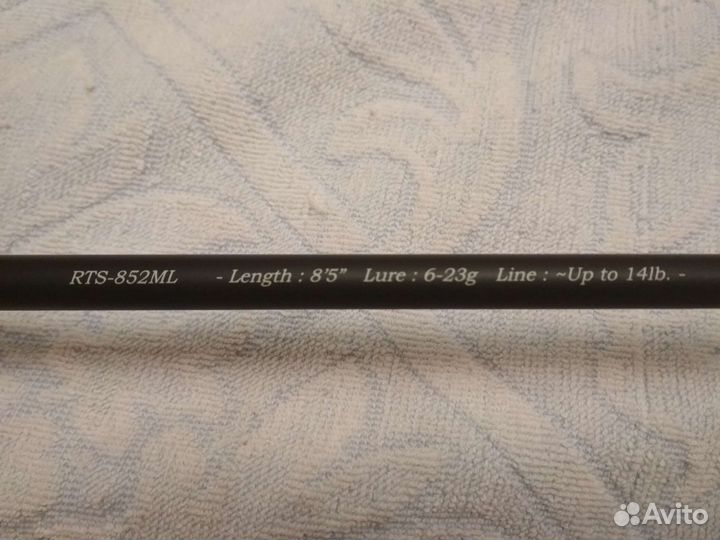 RTS-852ML - Length : 8'5" Lure : 6-23g Line : ~Up to 14lb. -
Avito